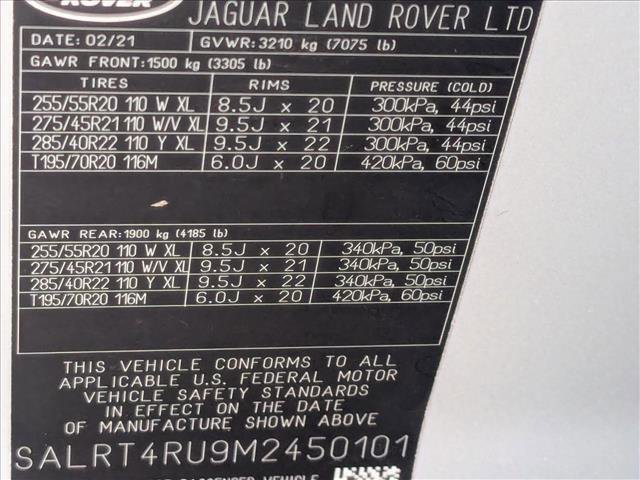 ROVER
JAGUAR LAND ROVER LTD
DATE: 02/21 GVWR: 3210 kg (7075 lb)
GAWR FRONT: 1500 kg (3305 lb)
TIRES RIMS PRESSURE (COLD)
255/55R20 110 W XL 8.5J x 20 300kPa, 44psi
275/45R21 110 W/V XL 9.5J x 21 300kPa, 44psi
285/40R22 110 Y XL 9.5J x 22 300kPa, 44psi
T195/70R20 116M 6.0J x 20 420kPa, 60psi
GAWR REAR: 1900 kg (4185 lb)
255/55R20 110 W XL 8.5J x 20 340kPa, 50psi
275/45R21 110 W/V XL 9.5J x 21 340kPa, 50psi
285/40R22 110 Y XL 9.5J x 22 340kPa, 50psi
T195/70R20 116M 6.0J x 20 420kPa, 60psi
THIS VEHICLE CONFORMS TO ALL
APPLICABLE U.S. FEDERAL MOTOR
VEHICLE SAFETY STANDARDS
IN EFFECT ON THE DATE
OF MANUFACTURE SHOWN ABOVE
SALRT4RU9M2450101
PASSENGER VEHICLE